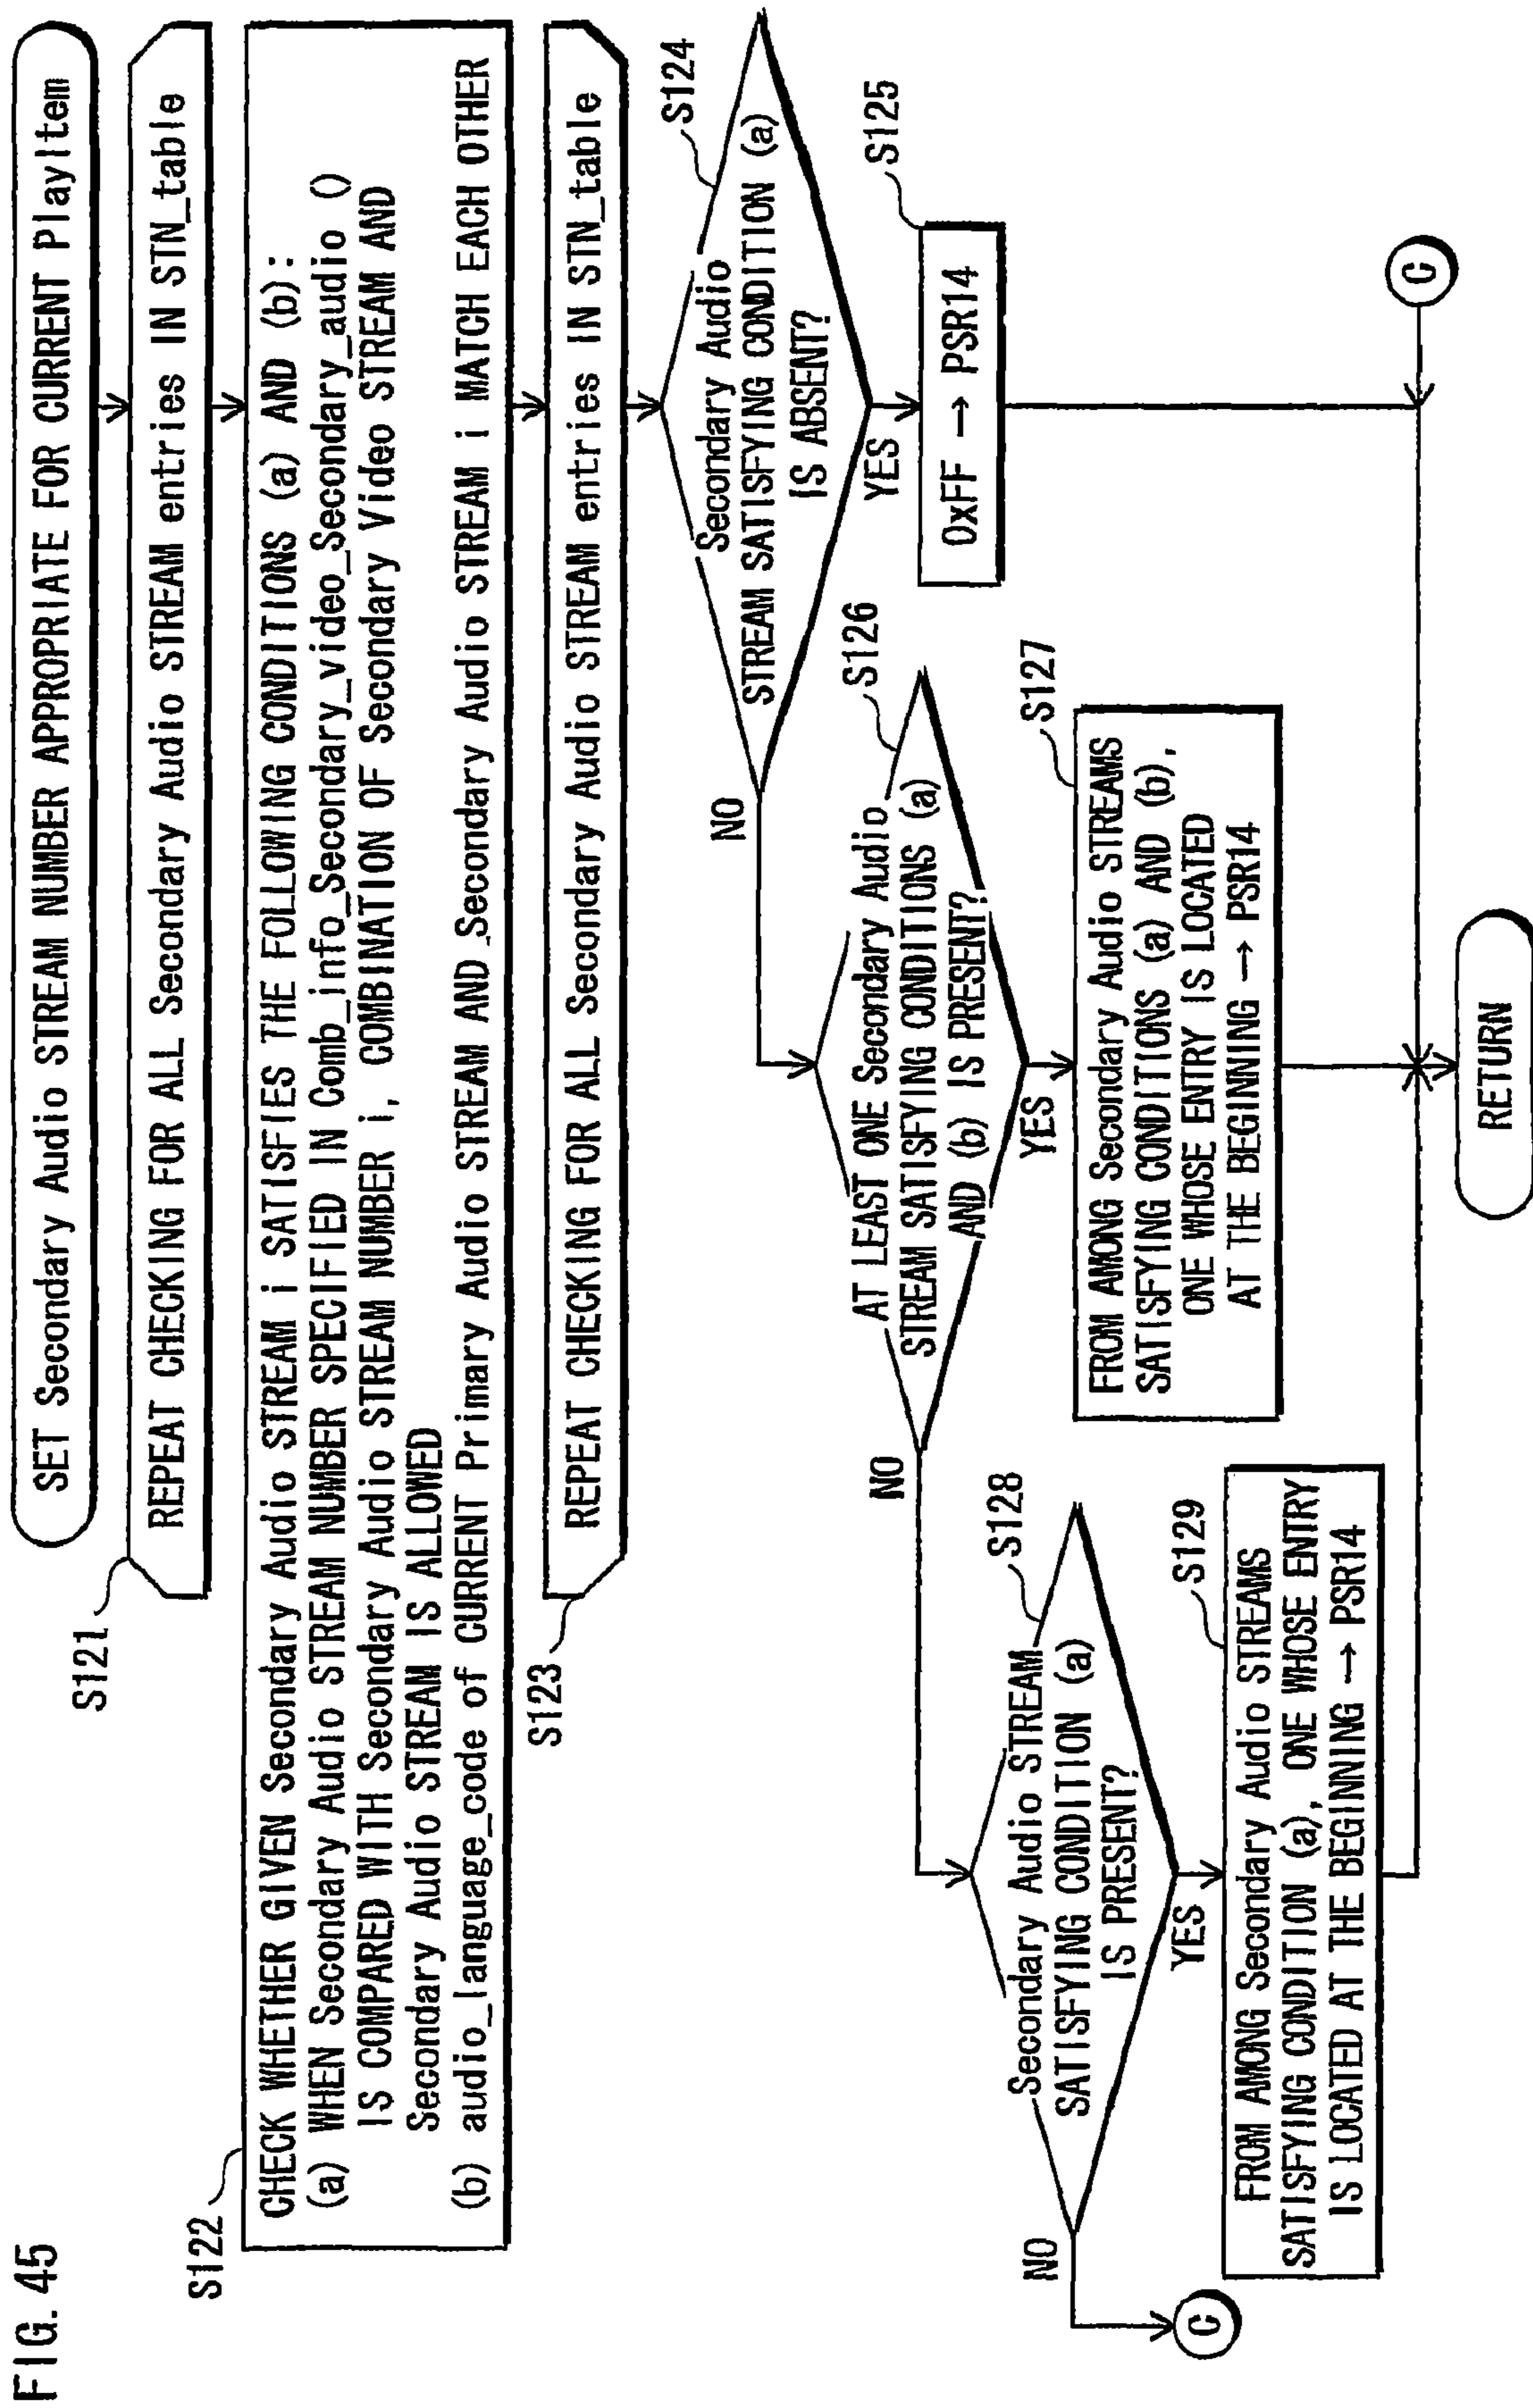 FIG. 45
SET Secondary Audio STREAM NUMBER APPROPRIATE FOR CURRENT PlayItem
S121
REPEAT CHECKING FOR ALL Secondary Audio STREAM entries IN STN_table
S122
CHECK WHETHER GIVEN Secondary Audio STREAM i SATISFIES THE FOLLOWING CONDITIONS (a) AND (b):
(a) WHEN Secondary Audio STREAM NUMBER SPECIFIED IN Comb_info_Secondary_video_Secondary_audio ()
IS COMPARED WITH Secondary Audio STREAM NUMBER i, COMBINATION OF Secondary Video STREAM AND
Secondary Audio STREAM IS ALLOWED
(b) audio_language_code of CURRENT Primary Audio STREAM AND Secondary Audio STREAM i MATCH EACH OTHER
S123
REPEAT CHECKING FOR ALL Secondary Audio STREAM entries IN STN_table
S124
Secondary Audio
STREAM SATISFYING CONDITION (a)
IS ABSENT?
NO
YES
S125
0xFF → PSR14
S126
AT LEAST ONE Secondary Audio
STREAM SATISFYING CONDITIONS (a)
AND (b) IS PRESENT?
NO
YES
S127
FROM AMONG Secondary Audio STREAMS
SATISFYING CONDITIONS (a) AND (b),
ONE WHOSE ENTRY IS LOCATED
AT THE BEGINNING → PSR14
S128
Secondary Audio STREAM
SATISFYING CONDITION (a)
IS PRESENT?
NO
YES
S129
FROM AMONG Secondary Audio STREAMS
SATISFYING CONDITION (a), ONE WHOSE ENTRY
IS LOCATED AT THE BEGINNING → PSR14
C
C
RETURN